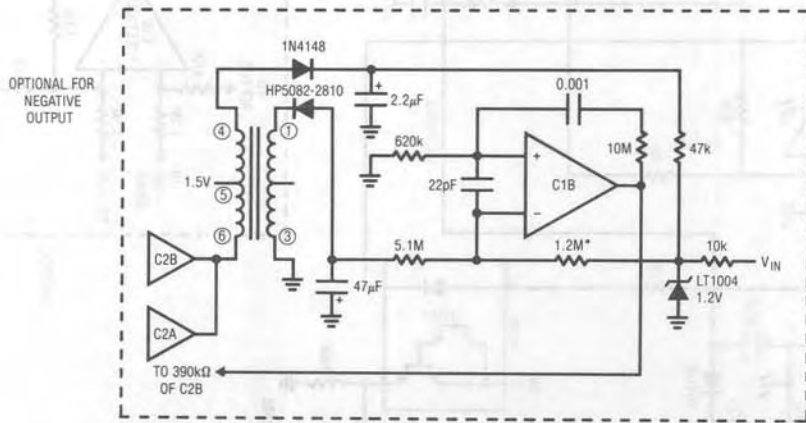 OPTIONAL FOR
NEGATIVE
OUTPUT
1N4148
HP5082-2810
④
①
1.5V
⑤
⑥
③
C2B
C2A
TO 390kΩ
OF C2B
+
2.2µF
47µF
+
620k
22pF
5.1M
0.001
+
−
C1B
10M
47k
1.2M*
10k
VIN
LT1004
1.2V